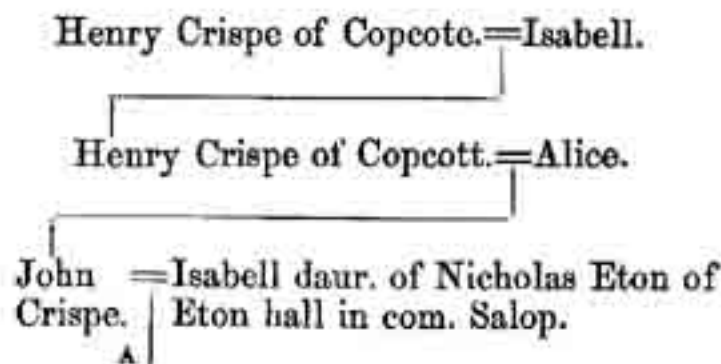 Henry Crispe of Copcote.=Isabell.
Henry Crispe of Copcott.=Alice.
John =Isabell daur. of Nicholas Eton of
Crispe. Eton hall in com. Salop.
A